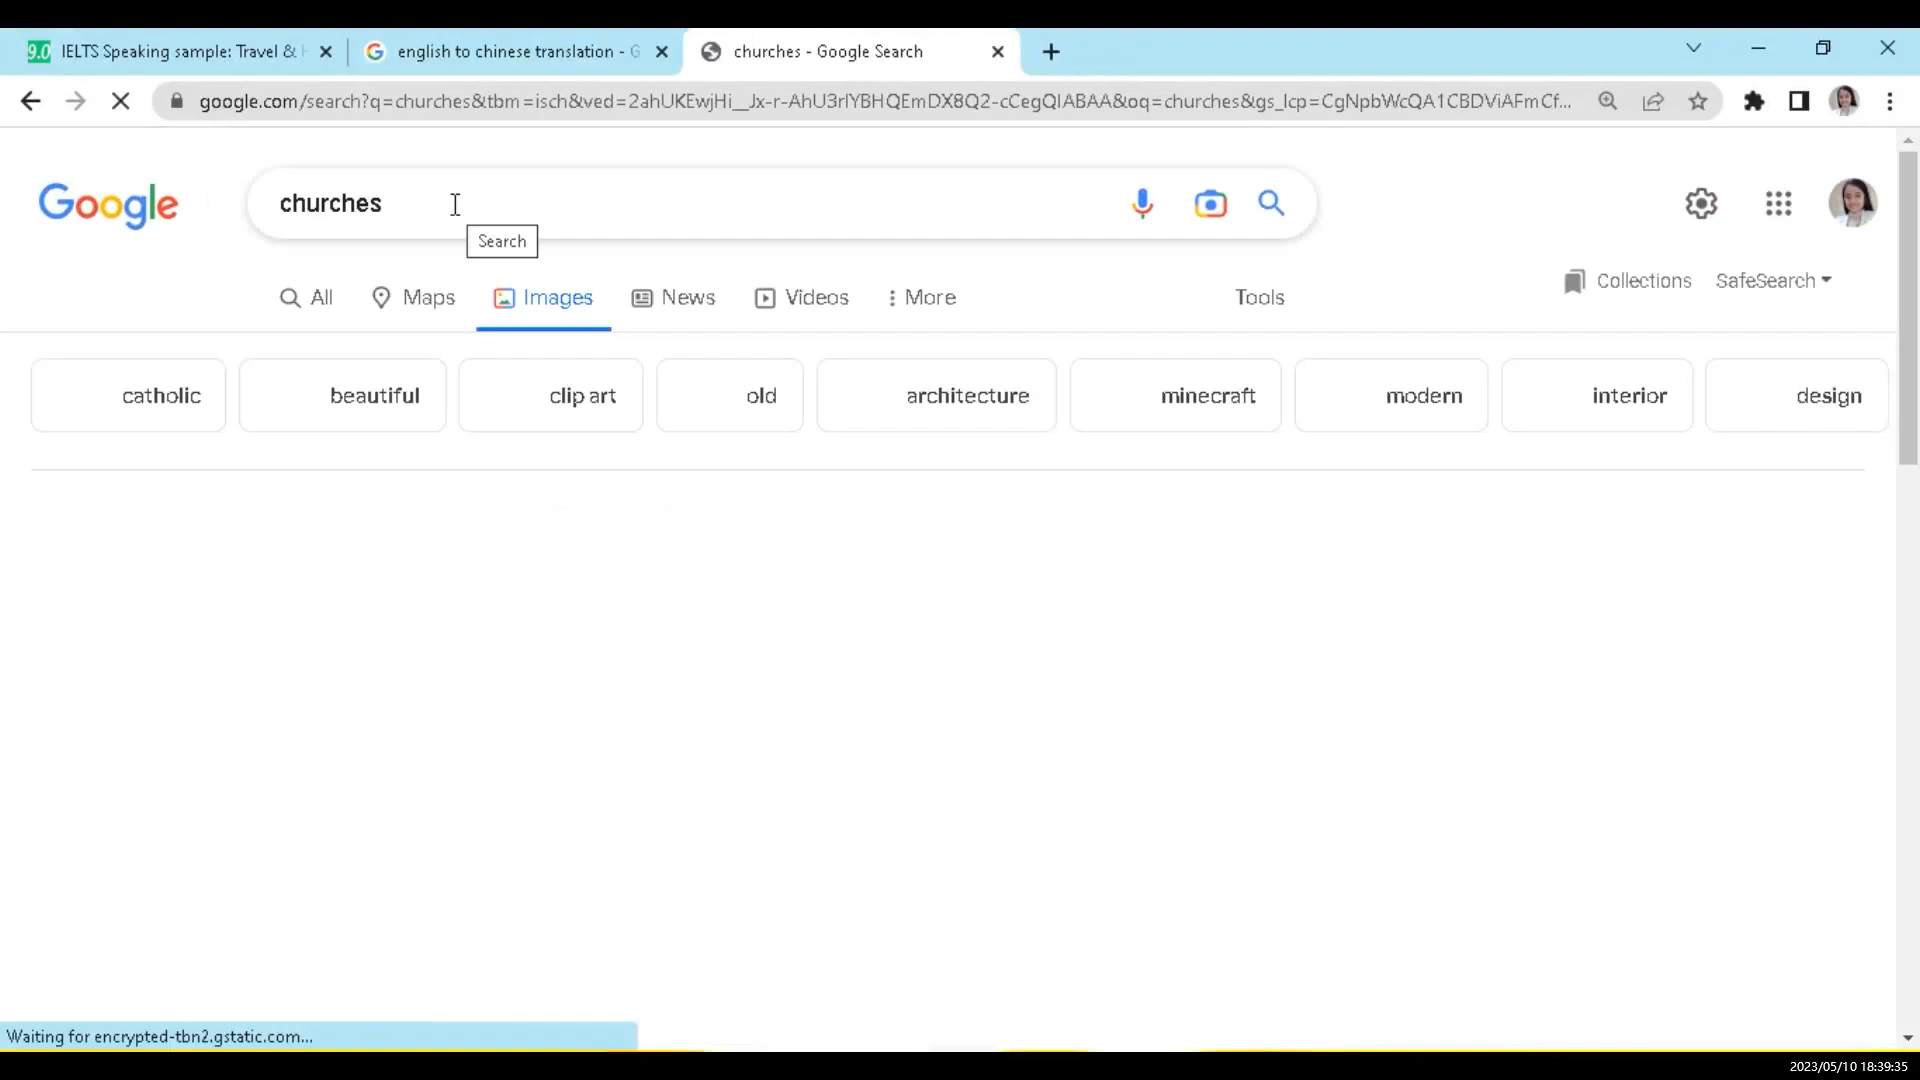 9.0 IELTS Speaking sample: Travel &
english to chinese translation - G
churches - Google Search
google.com/search?q=churches&tbm=isch&ved=2ahUKEwjHi__Jx-r-AhU3rlYBHQEmDX8Q2-cCegQIABAA&oq=churches&gs_lcp=CgNpbWcQA1CBDViAFmCf...
Google
churches
Search
All Maps Images News Videos More
Tools
Collections SafeSearch
catholic beautiful clip art old architecture minecraft modern interior design
Waiting for encrypted-tbn2.gstatic.com...
2023/05/10 18:39:35